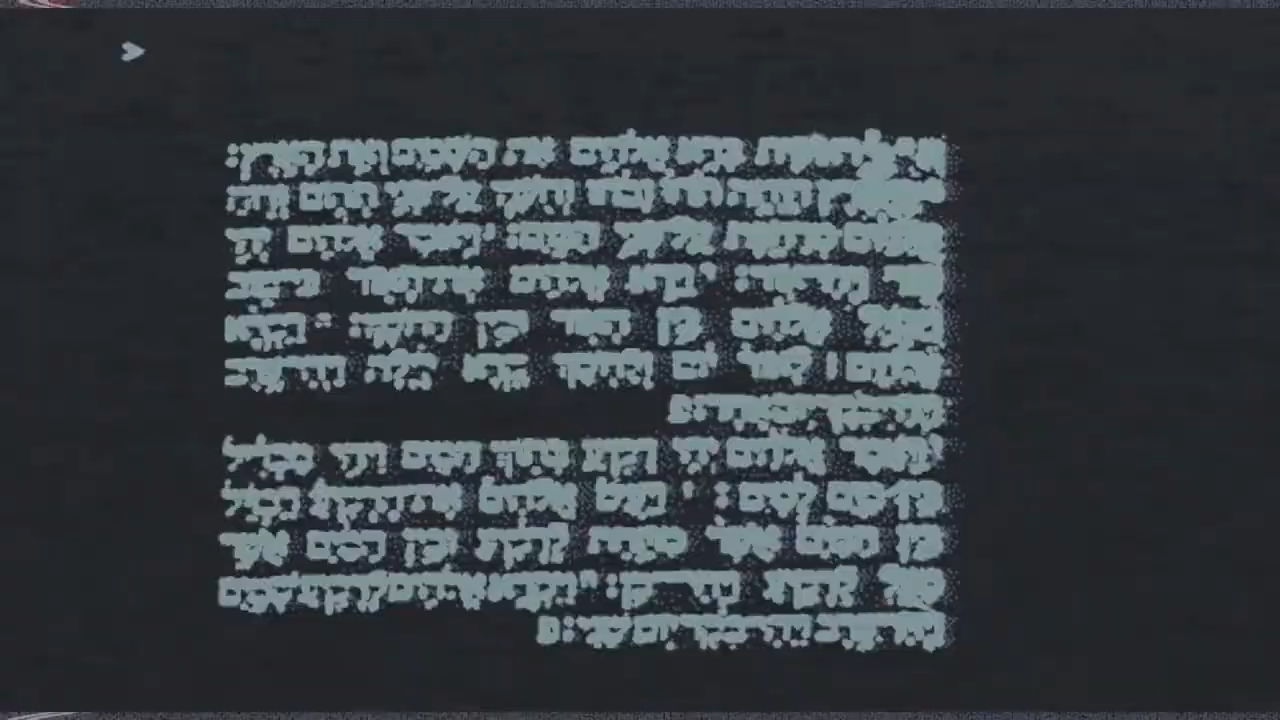 בראשית ברא אלהים את השמים ואת הארץ:
והארץ היתה תהו ובהו וחשך על־פני תהום ורוח
אלהים מרחפת על־פני המים: ויאמר אלהים יהי
אור ויהי־אור: וירא אלהים את־האור כי־טוב
ויבדל אלהים בין האור ובין החשך: ויקרא
אלהים ׀ לאור יום ולחשך קרא לילה ויהי־ערב
ויהי־בקר יום אחד: פ
ויאמר אלהים יהי רקיע בתוך המים ויהי מבדיל
בין מים למים: ויעש אלהים את־הרקיע ויבדל
בין המים אשר מתחת לרקיע ובין המים אשר
מעל לרקיע ויהי־כן: ויקרא אלהים לרקיע שמים
ויהי־ערב ויהי־בקר יום שני: פ